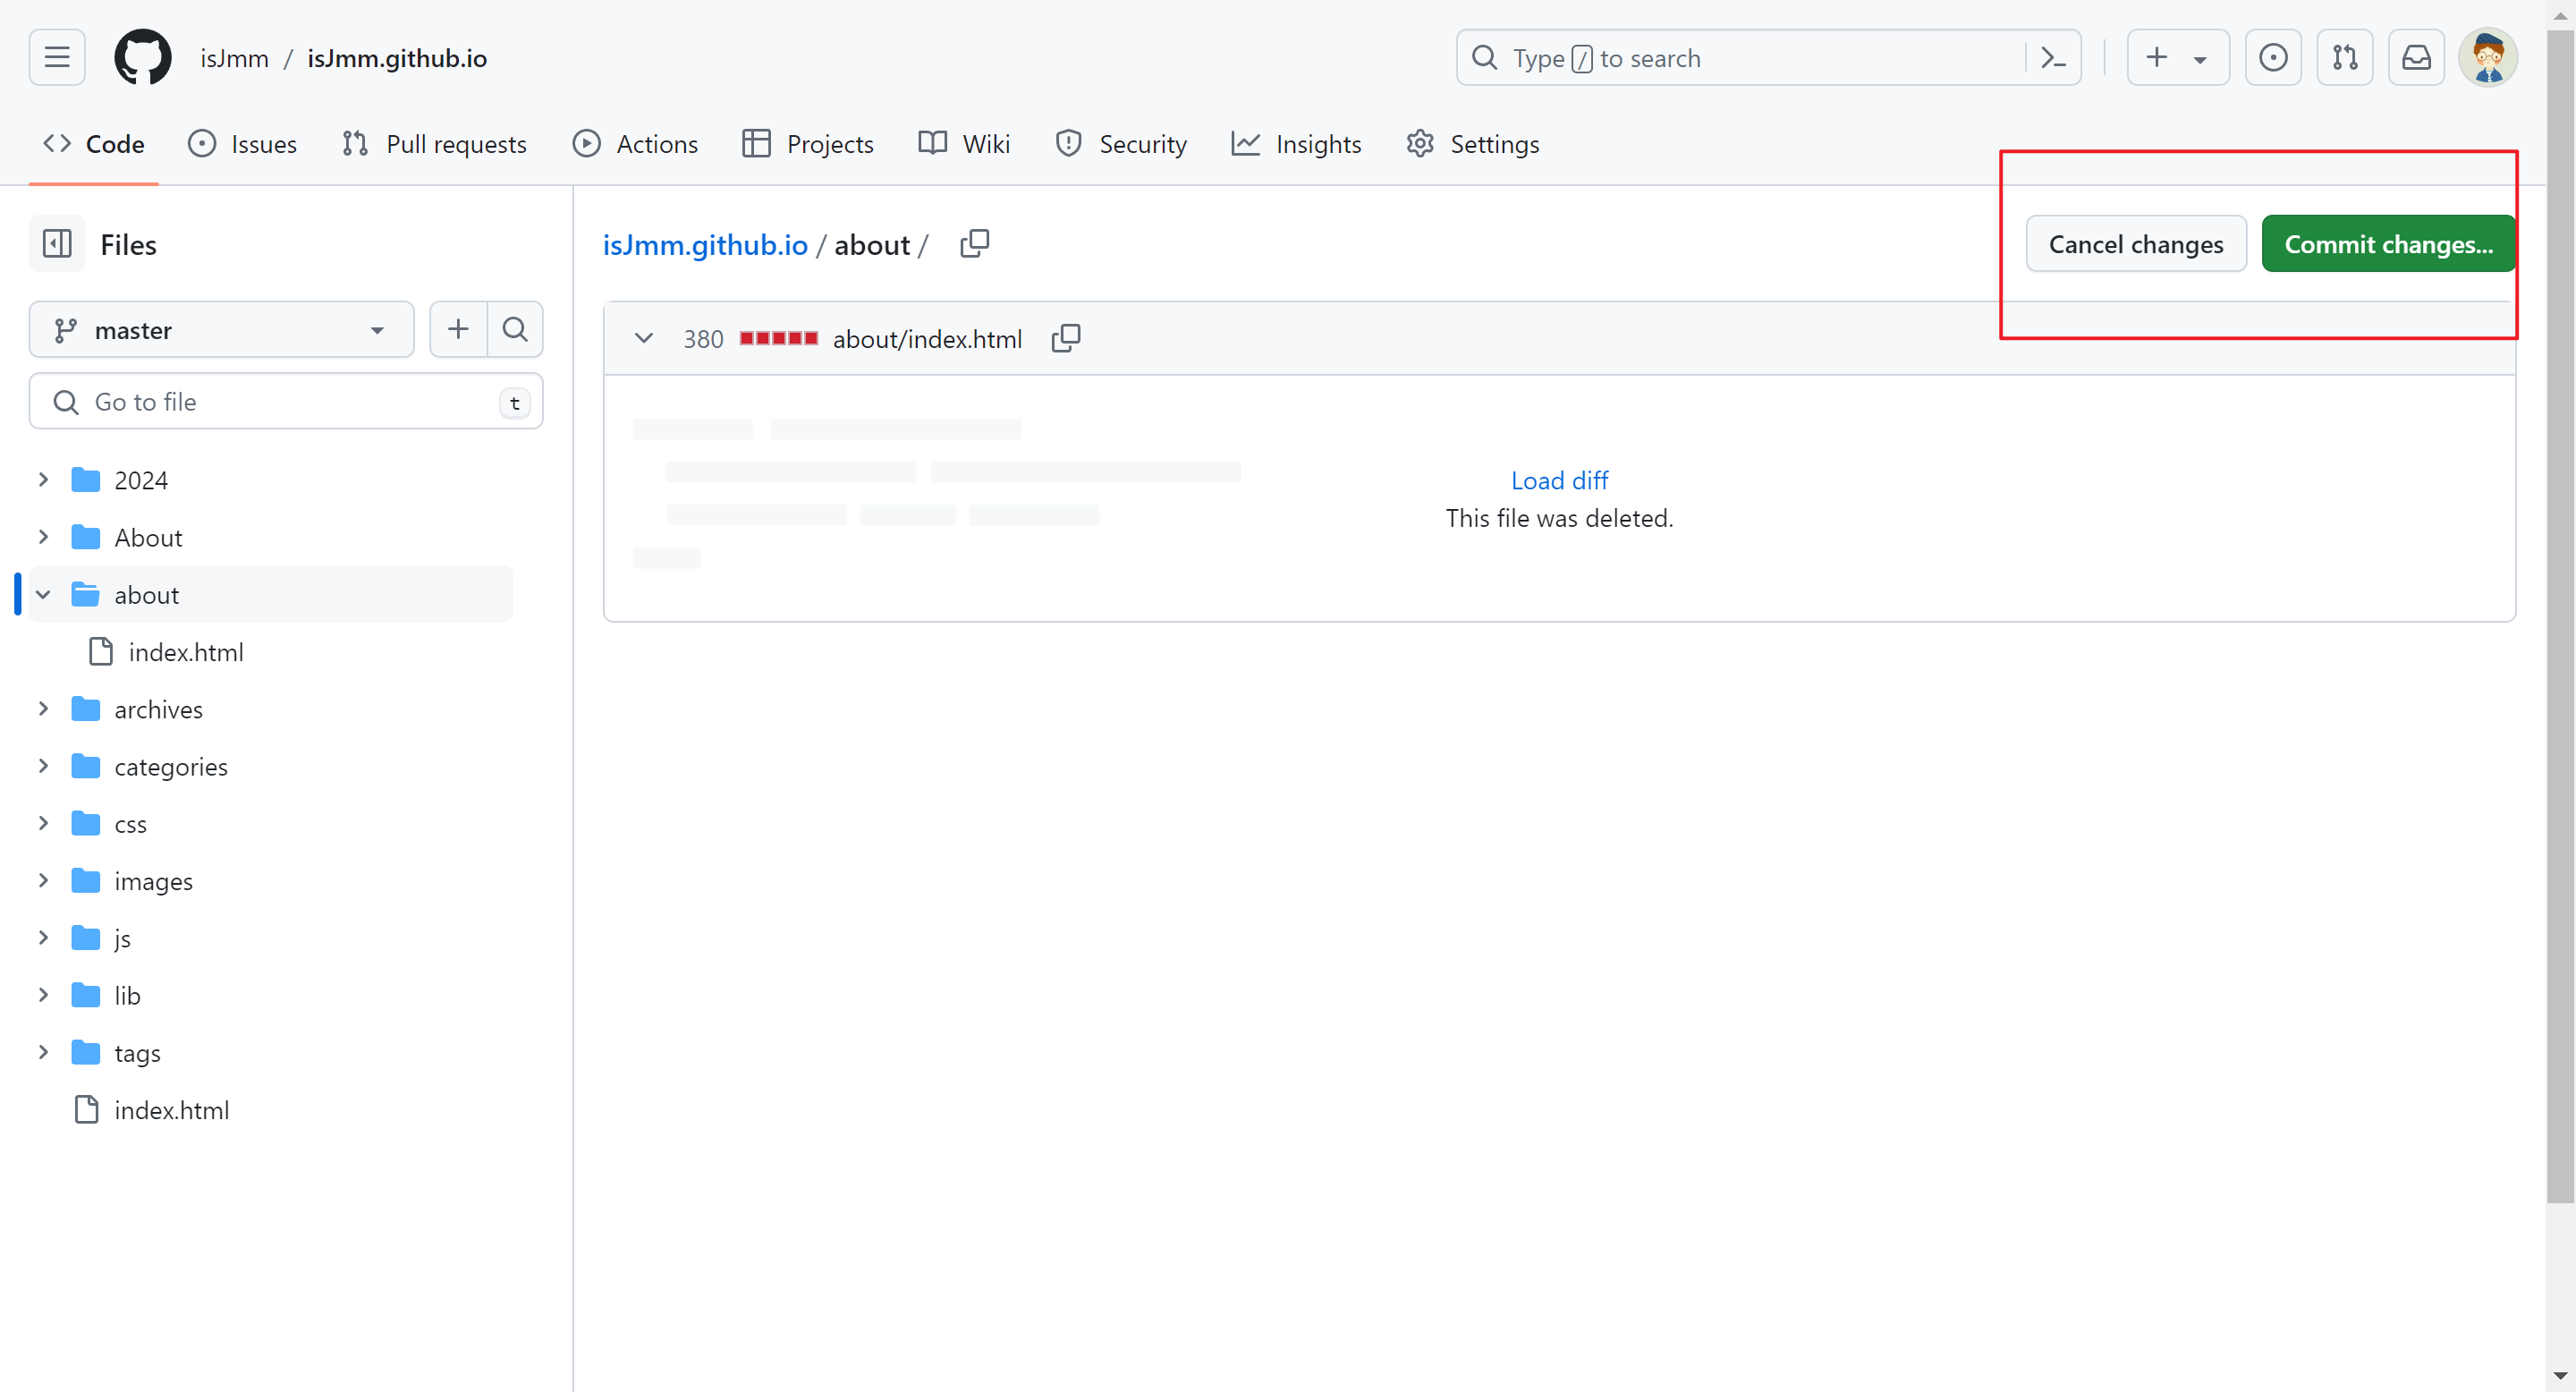 isJmm / isJmm.github.io
Type / to search
Code Issues Pull requests Actions Projects Wiki Security Insights Settings
Files
isJmm.github.io / about /
Cancel changes
Commit changes...
master
380 about/index.html
Go to file t
Load diff
This file was deleted.
2024
About
about
index.html
archives
categories
css
images
js
lib
tags
index.html